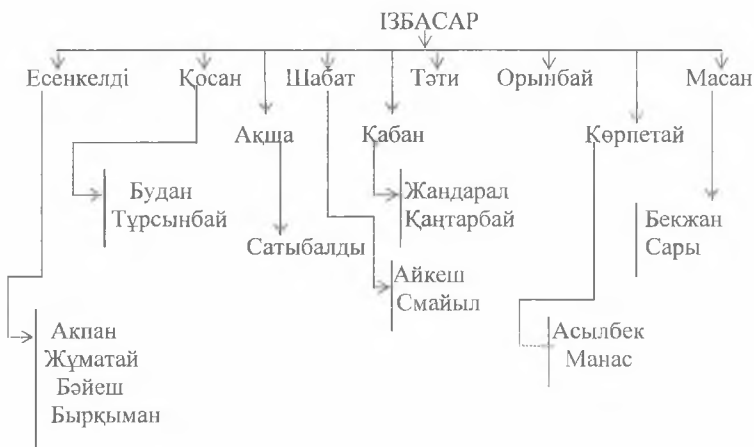 ІЗБАСАР
Есенкелді Қосан Шабат Тәти Орынбай Масан
Ақша Қабан Көрпетай
Будан
Тұрсынбай
Жандарал
Қаңтарбай
Бекжан
Сары
Сатыбалды
Айкеш
Смайыл
Ақпан
Жұматай
Бәйеш
Бырқыман
Асылбек
Манас